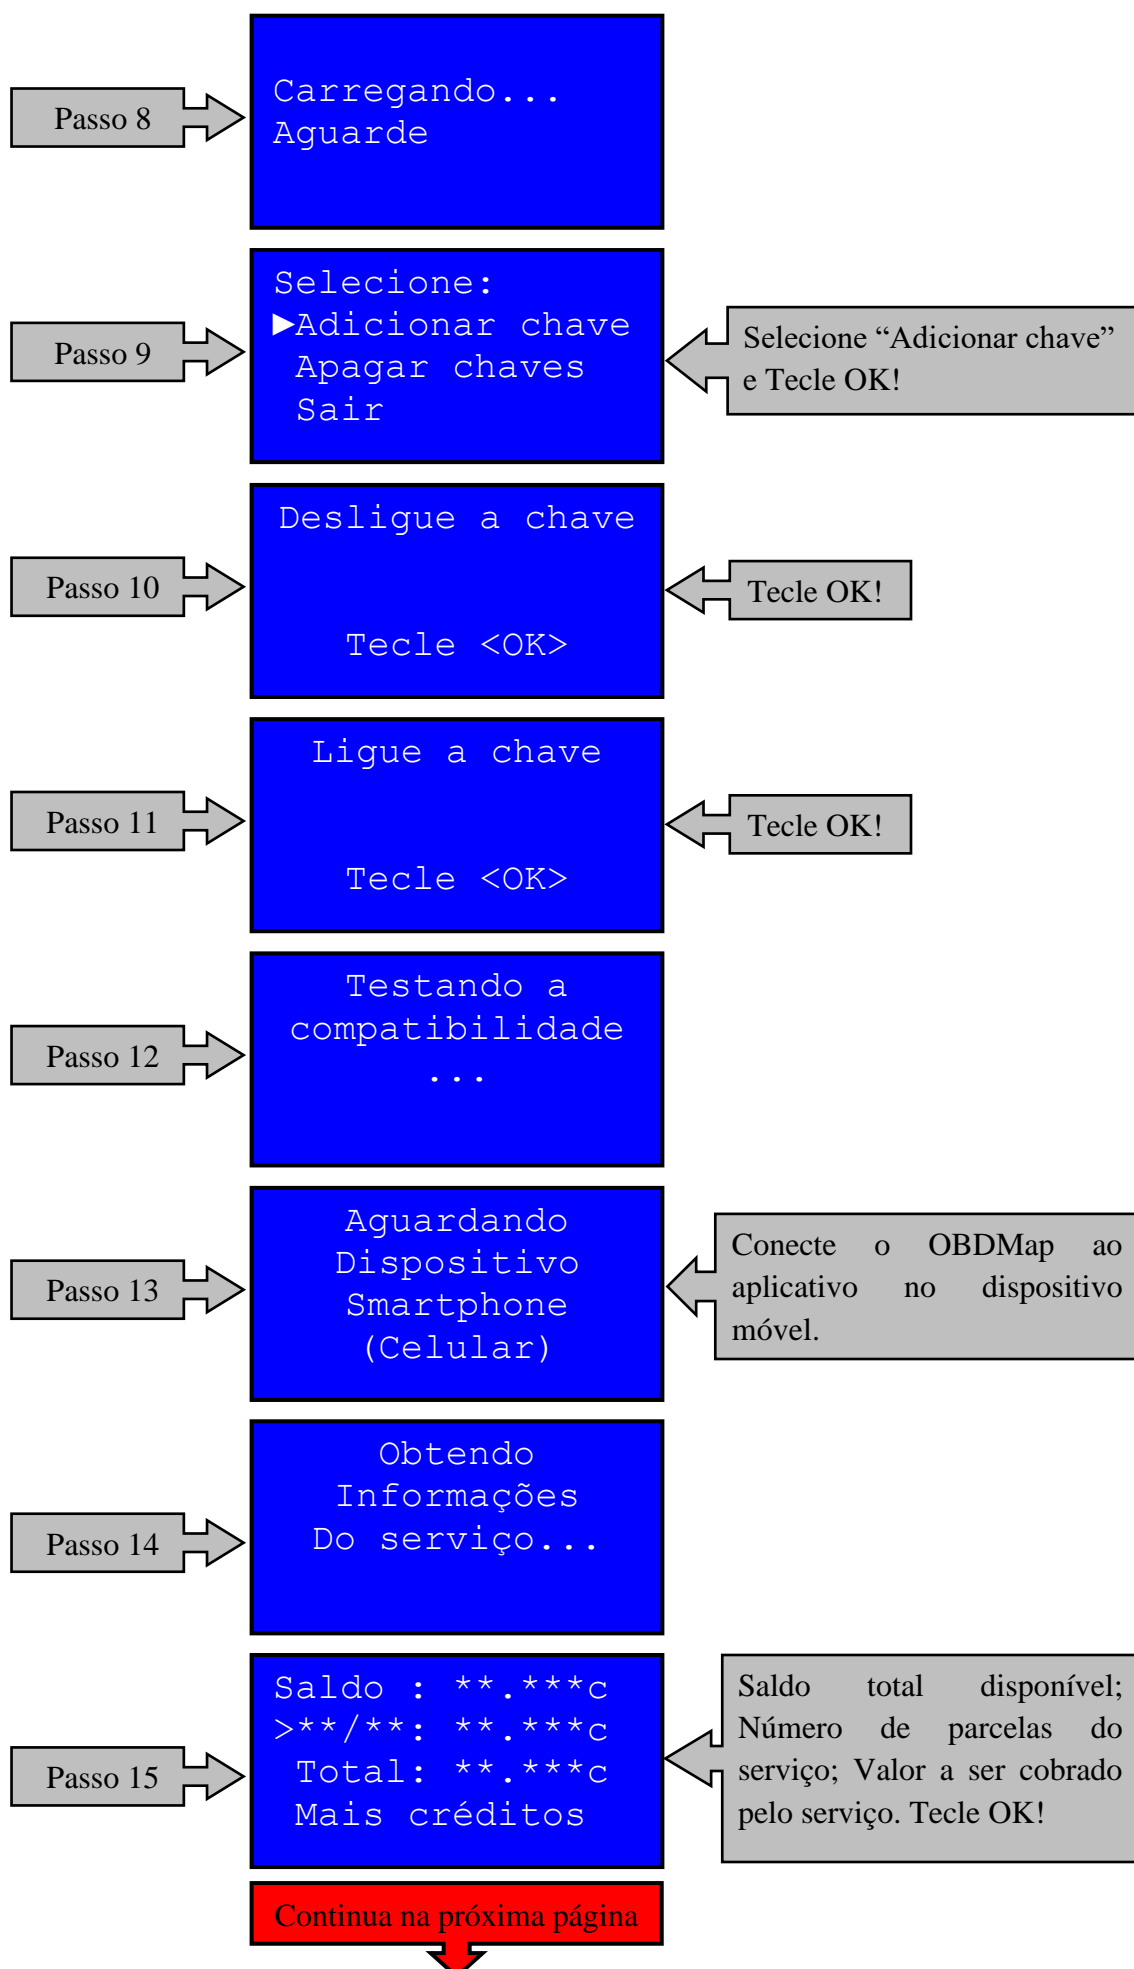 Passo 8
Carregando...
Aguarde
Passo 9
Selecione:
►Adicionar chave
Apagar chaves
Sair
Selecione “Adicionar chave”
e Tecle OK!
Passo 10
Desligue a chave
Tecle <OK>
Tecle OK!
Passo 11
Ligue a chave
Tecle <OK>
Tecle OK!
Passo 12
Testando a
compatibilidade
...
Passo 13
Aguardando
Dispositivo
Smartphone
(Celular)
Conecte o OBDMap ao
aplicativo no dispositivo
móvel.
Passo 14
Obtendo
Informações
Do serviço...
Passo 15
Saldo : **.***c
>**/**: **.***c
Total: **.***c
Mais créditos
Saldo total disponível;
Número de parcelas do
serviço; Valor a ser cobrado
pelo serviço. Tecle OK!
Continua na próxima página